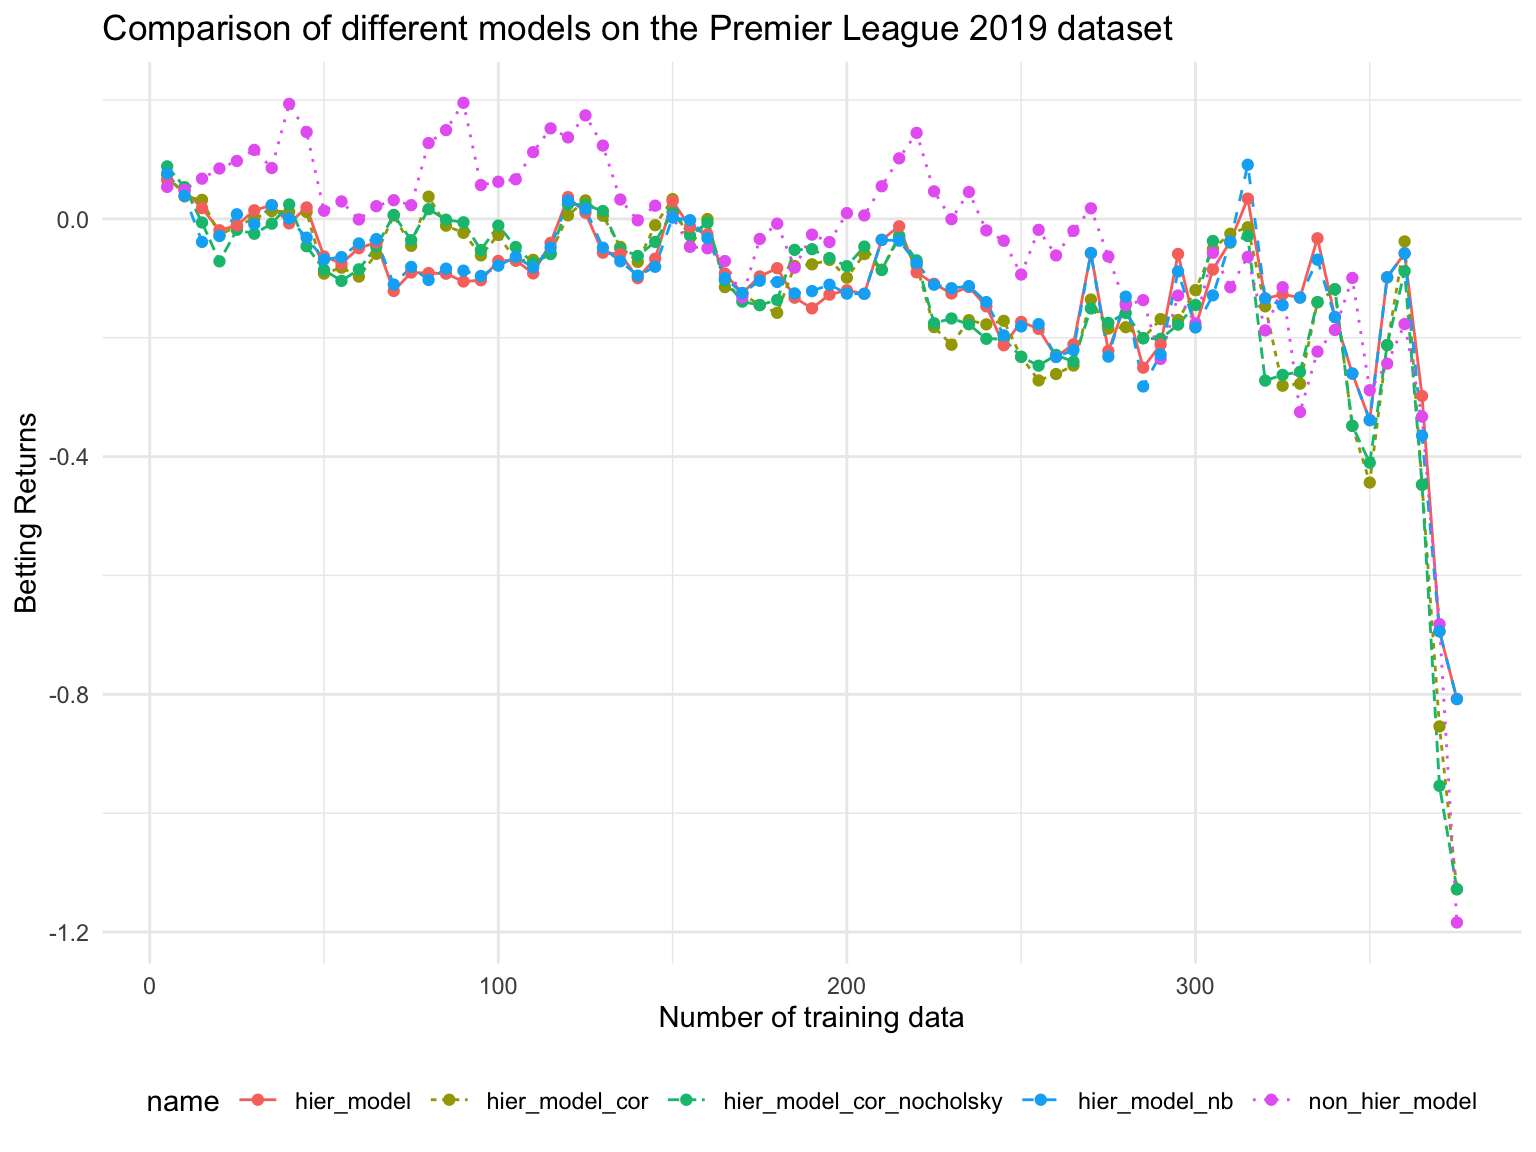 Comparison of different models on the Premier League 2019 dataset
Betting Returns
0.0
-0.4
-0.8
-1.2
0 100 200 300
Number of training data
name hier_model hier_model_cor hier_model_cor_nocholsky hier_model_nb non_hier_model